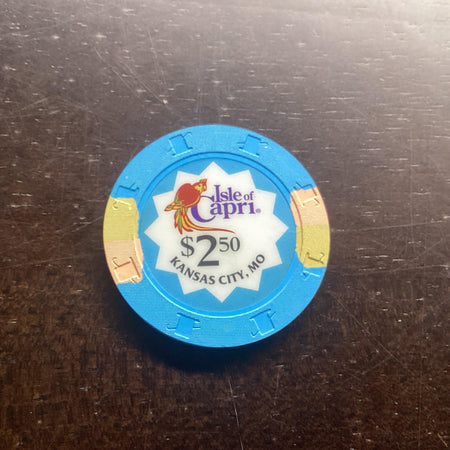 Isle of
Capri®
$2.50
KANSAS CITY, MO